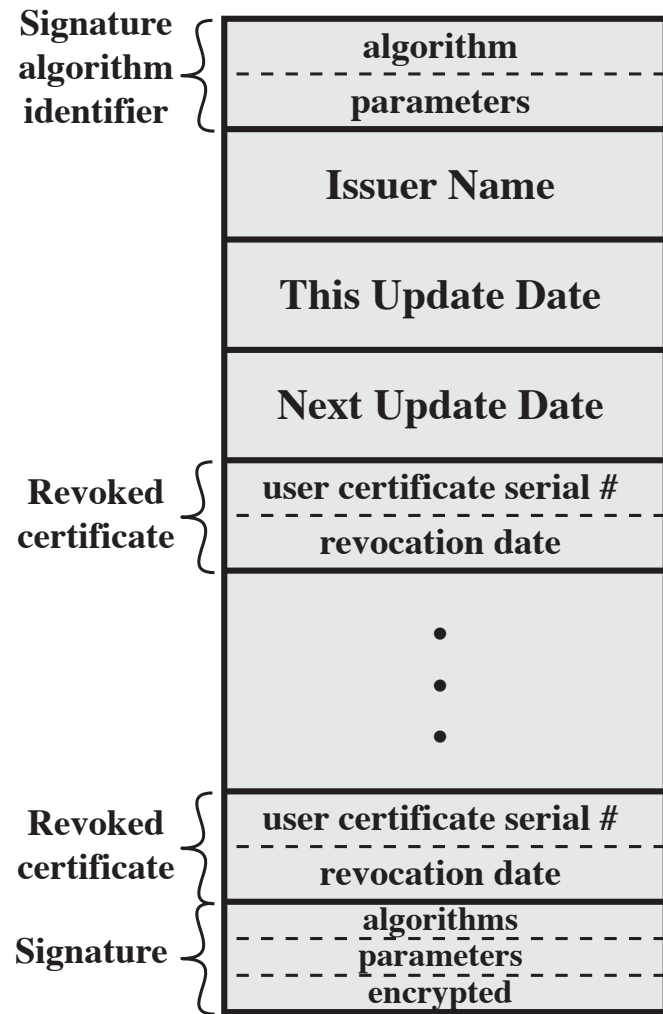 Signature
algorithm
identifier
algorithm
parameters
Issuer Name
This Update Date
Next Update Date
Revoked
certificate
user certificate serial #
revocation date
Revoked
certificate
user certificate serial #
revocation date
Signature
algorithms
parameters
encrypted